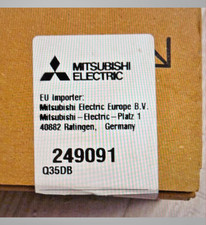 MITSUBISHI
ELECTRIC
EU Importer:
Mitsubishi Electric Europe B.V.
Mitsubishi-Electric-Platz 1
40882 Ratingen, Germany
249091
Q35DB